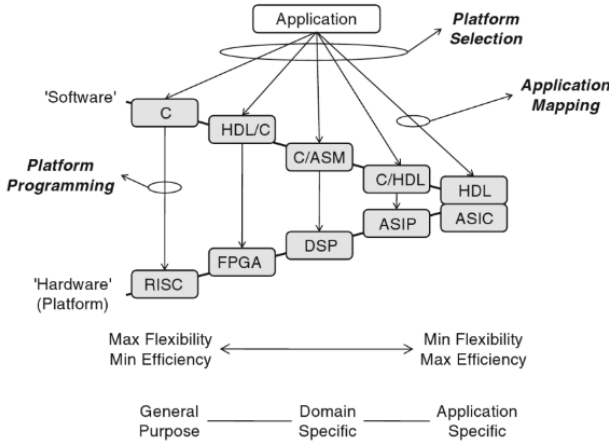 Application
Platform
Selection
'Software'
Application
Mapping
C
HDL/C
C/ASM
C/HDL
HDL
Platform
Programming
ASIC
ASIP
DSP
FPGA
RISC
'Hardware'
(Platform)
Max Flexibility
Min Efficiency
Min Flexibility
Max Efficiency
General
Purpose
Domain
Specific
Application
Specific